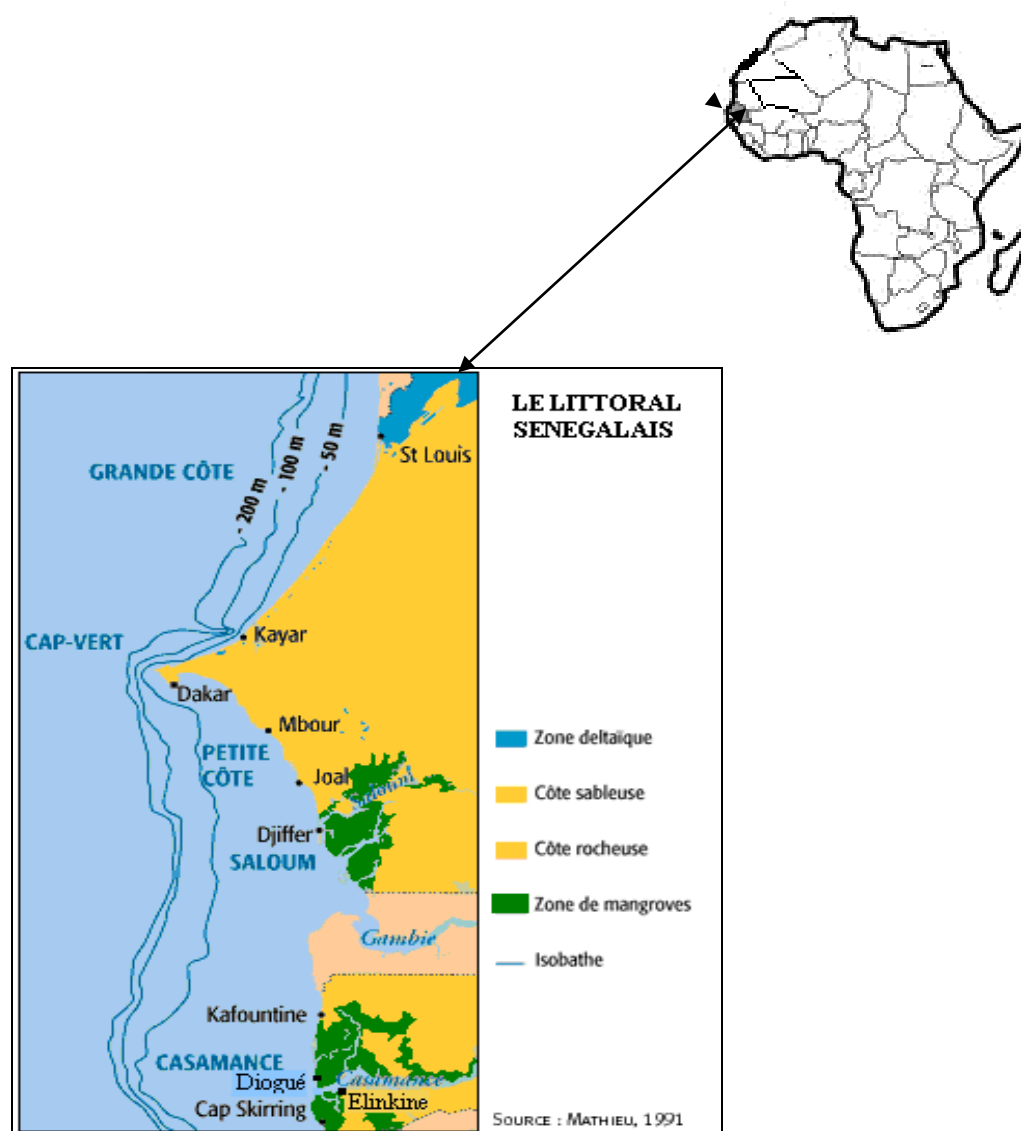 LE LITTORAL
SENEGALAIS
- 200 m
- 100 m
- 50 m
St Louis
GRANDE CÔTE
CAP-VERT
Kayar
Dakar
Mbour
PETITE
CÔTE
Joal
Saloum
Djiffer
SALOUM
Gambie
Kafountine
CASAMANCE
Diogué
Casamance
Elinkine
Cap Skirring
Zone deltaïque
Côte sableuse
Côte rocheuse
Zone de mangroves
Isobathe
SOURCE : MATHIEU, 1991